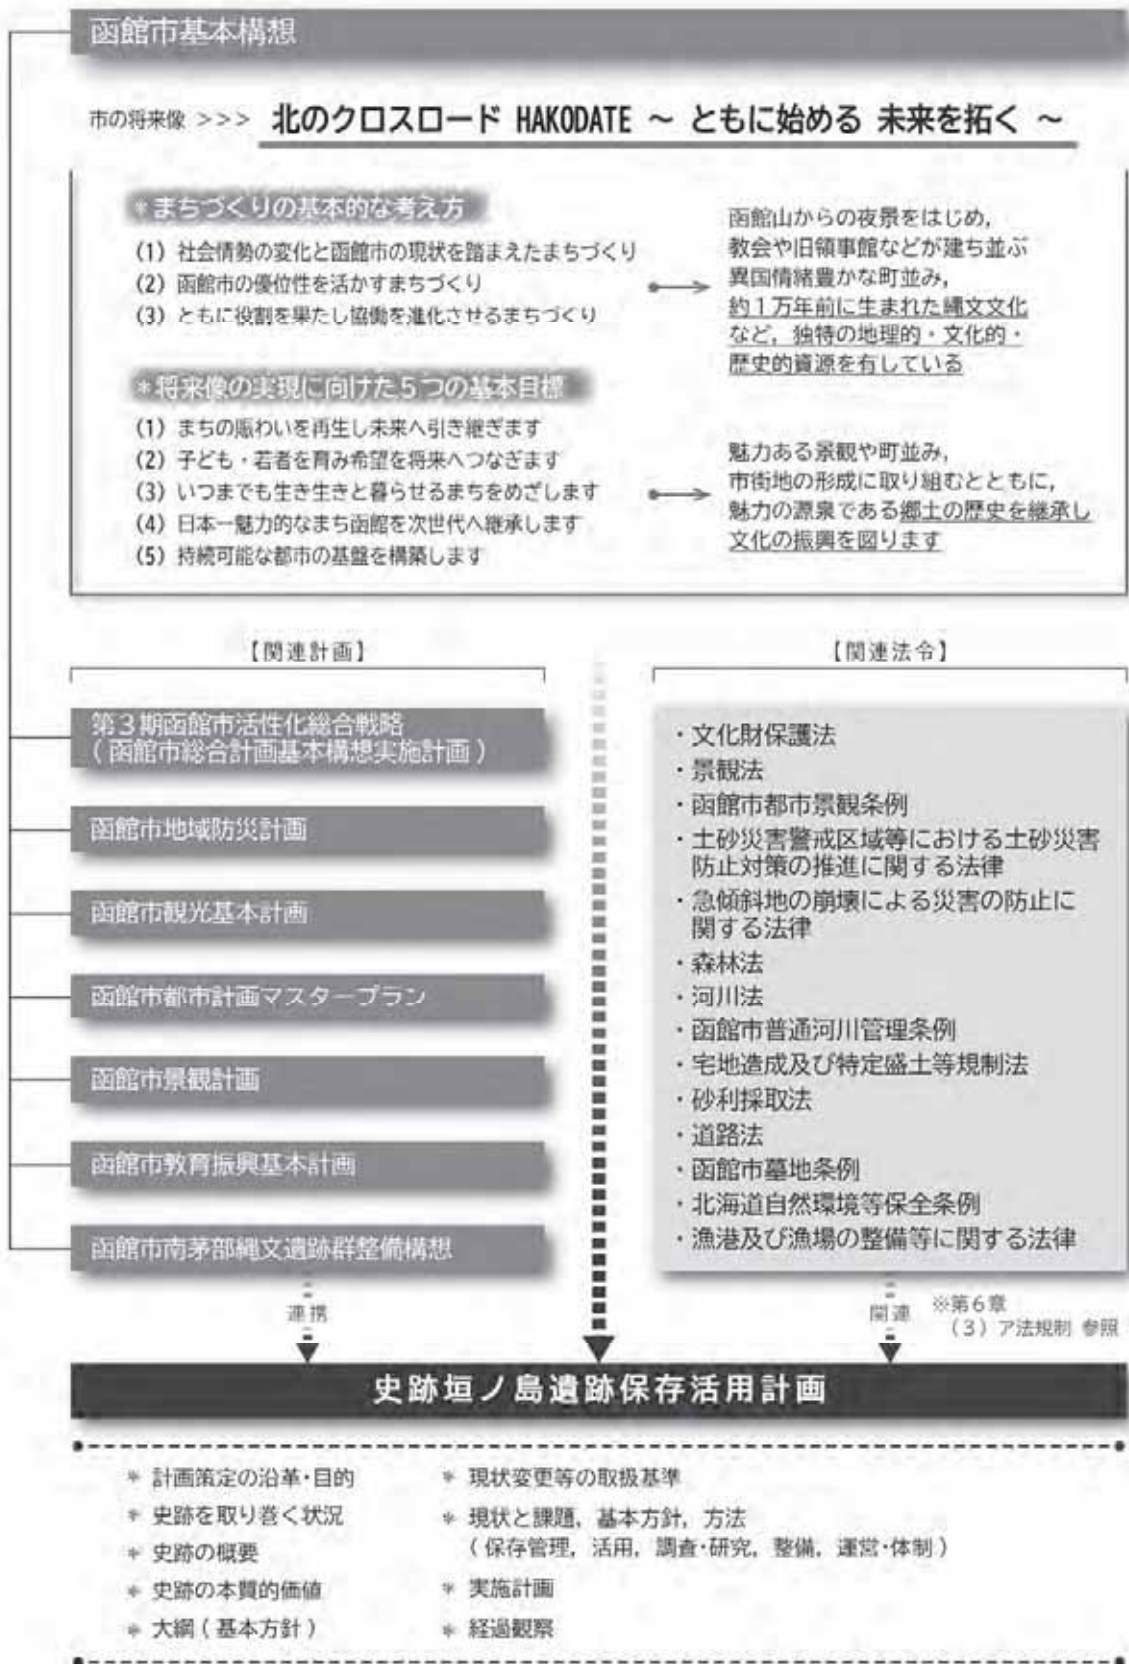 函館市基本構想
市の将来像 >>> 北のクロスロード HAKODATE ～ ともに始める 未来を拓く ～
*まちづくりの基本的な考え方
(1) 社会情勢の変化と函館市の現状を踏まえたまちづくり
(2) 函館市の優位性を活かすまちづくり
(3) ともに役割を果たし協働を進化させるまちづくり
函館山からの夜景をはじめ，
教会や旧領事館などが建ち並ぶ
異国情緒豊かな町並み，
約１万年前に生まれた縄文文化
など，独特の地理的・文化的・
歴史的資源を有している
*将来像の実現に向けた５つの基本目標
(1) まちの賑わいを再生し未来へ引き継ぎます
(2) 子ども・若者を育み希望を将来へつなぎます
(3) いつまでも生き生きと暮らせるまちをめざします
(4) 日本一魅力的なまち函館を次世代へ継承します
(5) 持続可能な都市の基盤を構築します
魅力ある景観や町並み，
市街地の形成に取り組むとともに，
魅力の源泉である郷土の歴史を継承し
文化の振興を図ります
【関連計画】
第３期函館市活性化総合戦略
（函館市総合計画基本構想実施計画）
函館市地域防災計画
函館市観光基本計画
函館市都市計画マスタープラン
函館市景観計画
函館市教育振興基本計画
函館市南茅部縄文遺跡群整備構想
連携
【関連法令】
・文化財保護法
・景観法
・函館市都市景観条例
・土砂災害警戒区域等における土砂災害
防止対策の推進に関する法律
・急傾斜地の崩壊による災害の防止に
関する法律
・森林法
・河川法
・函館市普通河川管理条例
・宅地造成及び特定盛土等規制法
・砂利採取法
・道路法
・函館市墓地条例
・北海道自然環境等保全条例
・漁港及び漁場の整備等に関する法律
関連
※第６章
（３）ア法規制 参照
史跡垣ノ島遺跡保存活用計画
* 計画策定の沿革・目的
* 史跡を取り巻く状況
* 史跡の概要
* 史跡の本質的価値
* 大綱（基本方針）
* 現状変更等の取扱基準
* 現状と課題，基本方針，方法
（保存管理，活用，調査・研究，整備，運営・体制）
* 実施計画
* 経過観察